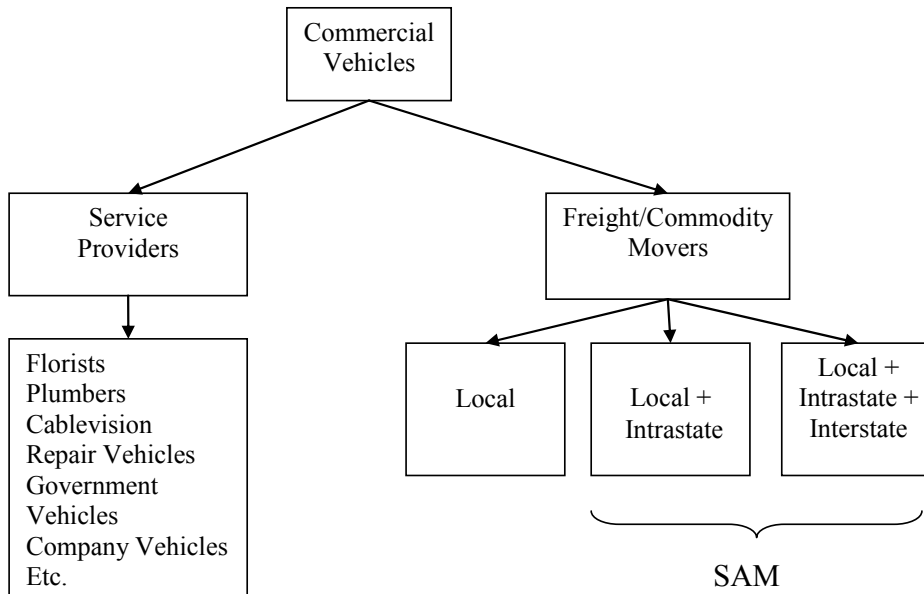 Commercial
Vehicles
Service
Providers
Freight/Commodity
Movers
Florists
Plumbers
Cablevision
Repair Vehicles
Government
Vehicles
Company Vehicles
Etc.
Local
Local +
Intrastate
Local +
Intrastate +
Interstate
SAM